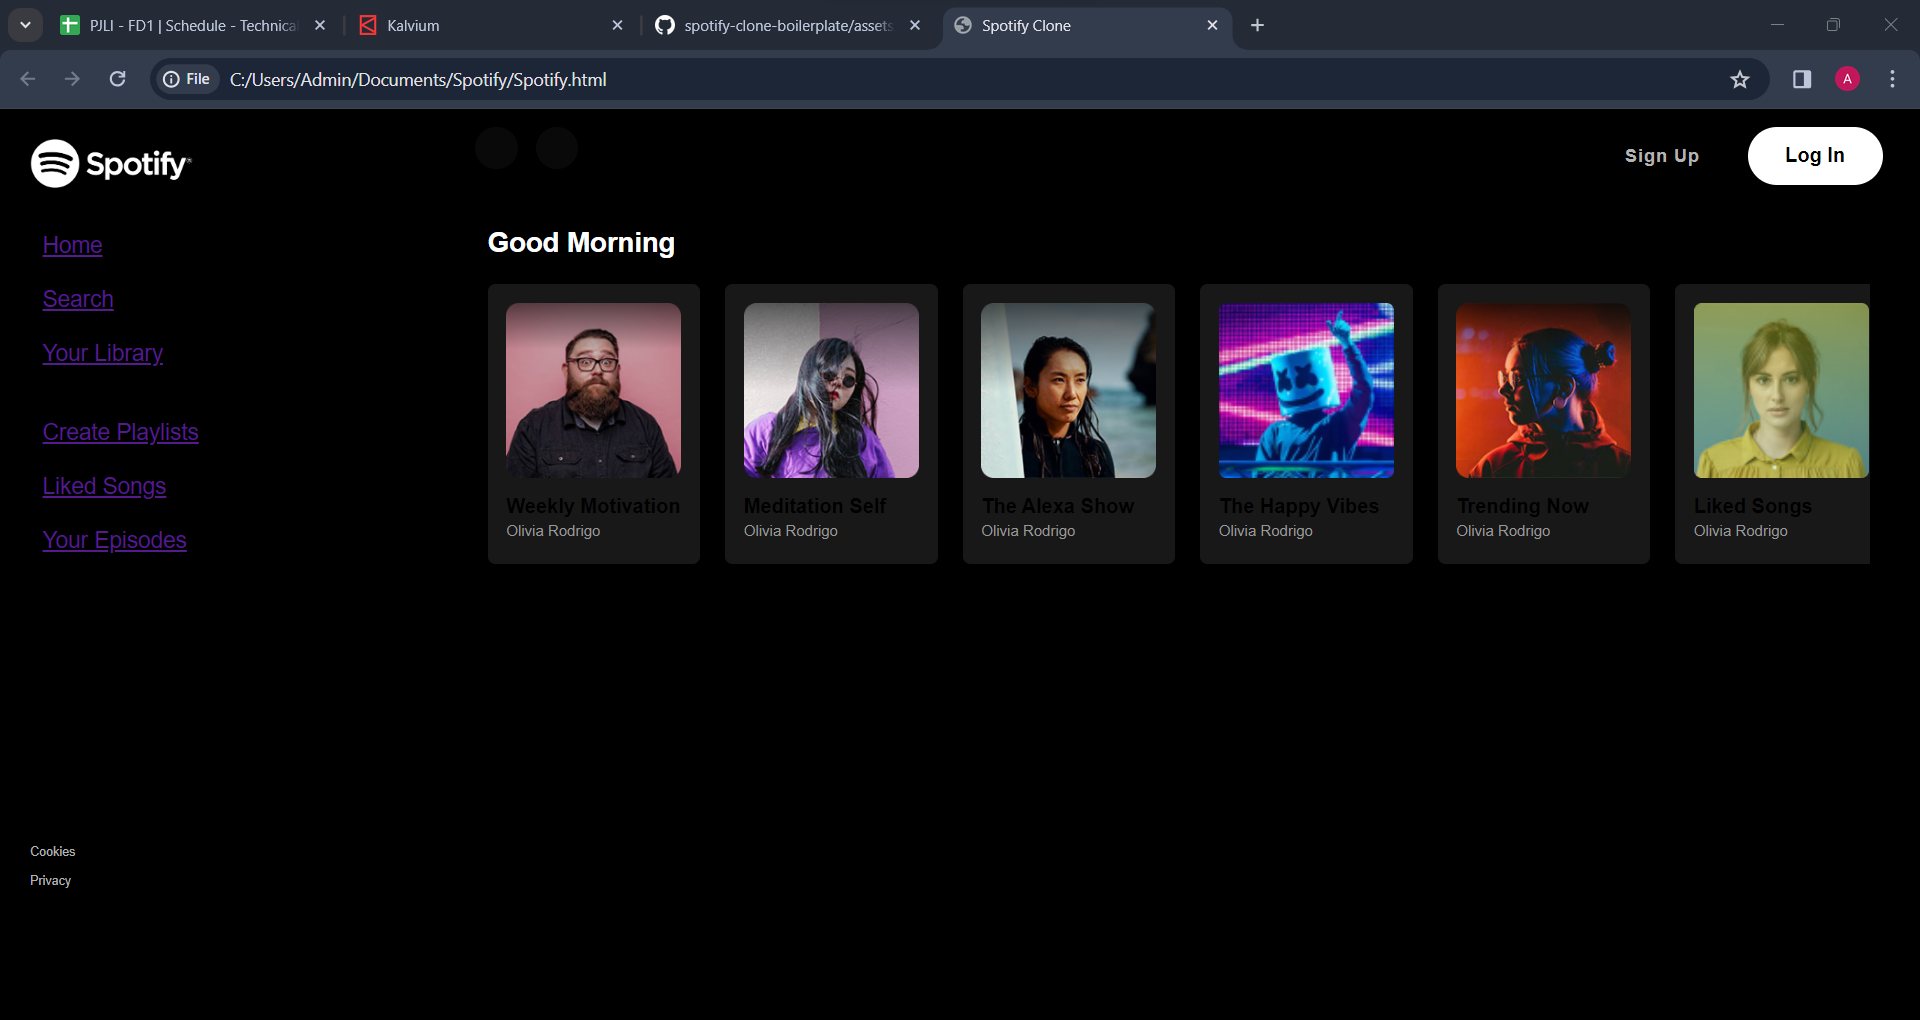 PJLI - FD1 | Schedule - Technica
Kalvium
spotify-clone-boilerplate/assets
Spotify Clone
File
C:/Users/Admin/Documents/Spotify/Spotify.html
A
Spotify
Sign Up
Log In
Home
Search
Your Library
Create Playlists
Liked Songs
Your Episodes
Good Morning
Weekly Motivation
Olivia Rodrigo
Meditation Self
Olivia Rodrigo
The Alexa Show
Olivia Rodrigo
The Happy Vibes
Olivia Rodrigo
Trending Now
Olivia Rodrigo
Liked Songs
Olivia Rodrigo
Cookies
Privacy